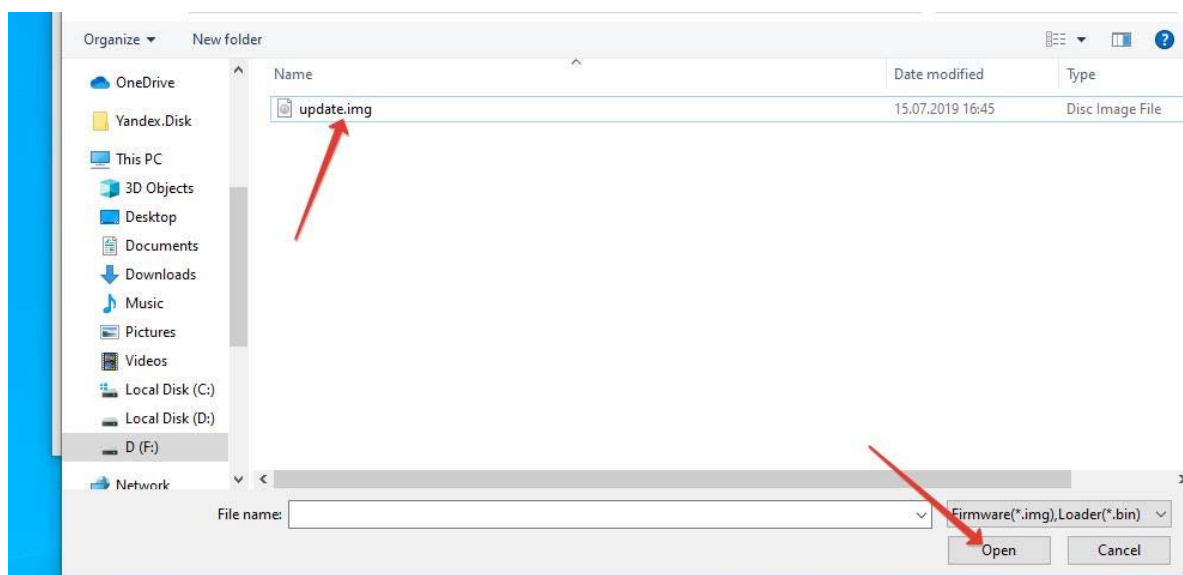 Organize New folder
Name Date modified Type
OneDrive
update.img 15.07.2019 16:45 Disc Image File
Yandex.Disk
This PC
3D Objects
Desktop
Documents
Downloads
Music
Pictures
Videos
Local Disk (C:)
Local Disk (D:)
D (F:)
Network
File name: Firmware(*.img),Loader(*.bin)
Open Cancel